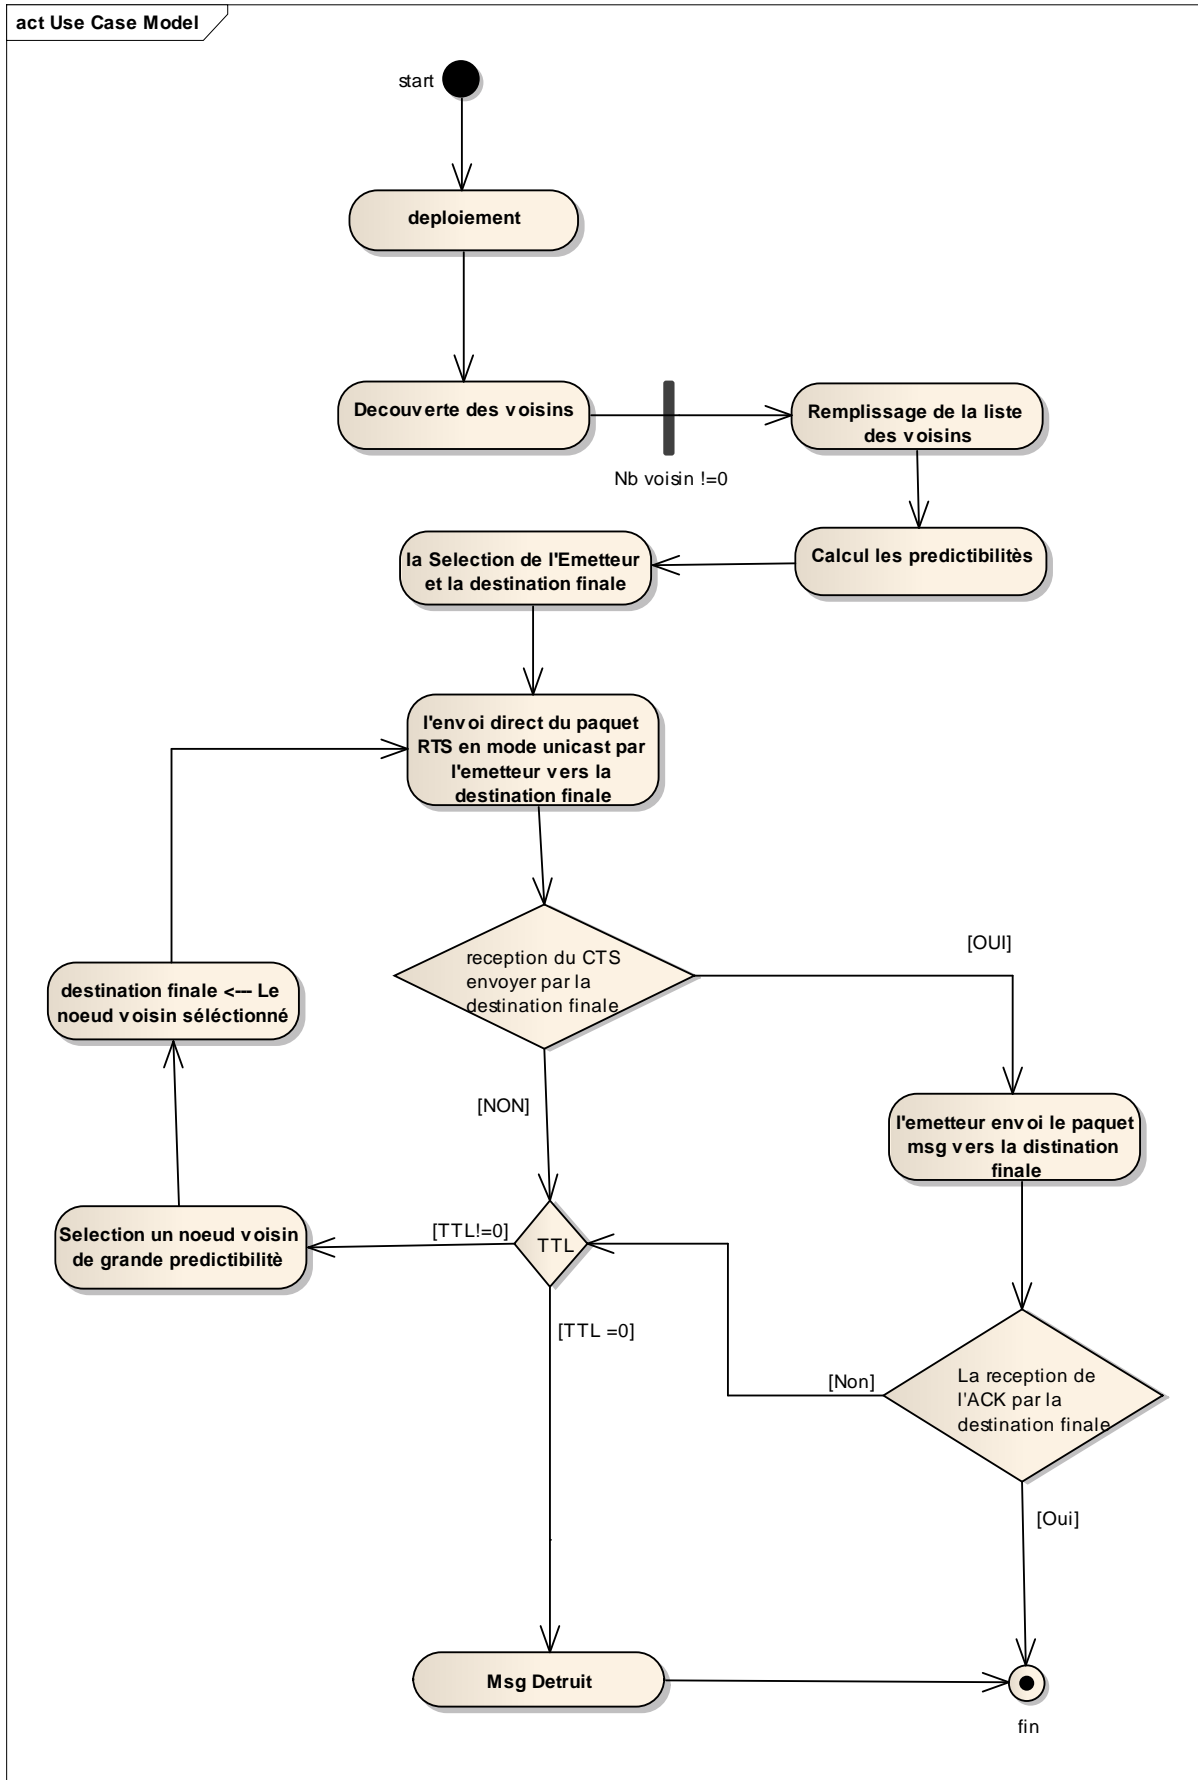 act Use Case Model
start
deploiement
Decouverte des voisins
Remplissage de la liste
des voisins
Nb voisin !=0
la Selection de l'Emetteur
et la destination finale
Calcul les predictibilitès
l'envoi direct du paquet
RTS en mode unicast par
l'emetteur vers la
destination finale
reception du CTS
envoyer par la
destination finale
[OUI]
destination finale <--- Le
noeud voisin séléctionné
[NON]
l'emetteur envoi le paquet
msg vers la distination
finale
Selection un noeud voisin
de grande predictibilitè
[TTL!=0]
TTL
[TTL =0]
[Non]
La reception de
l'ACK par la
destination finale
[Oui]
Msg Detruit
fin